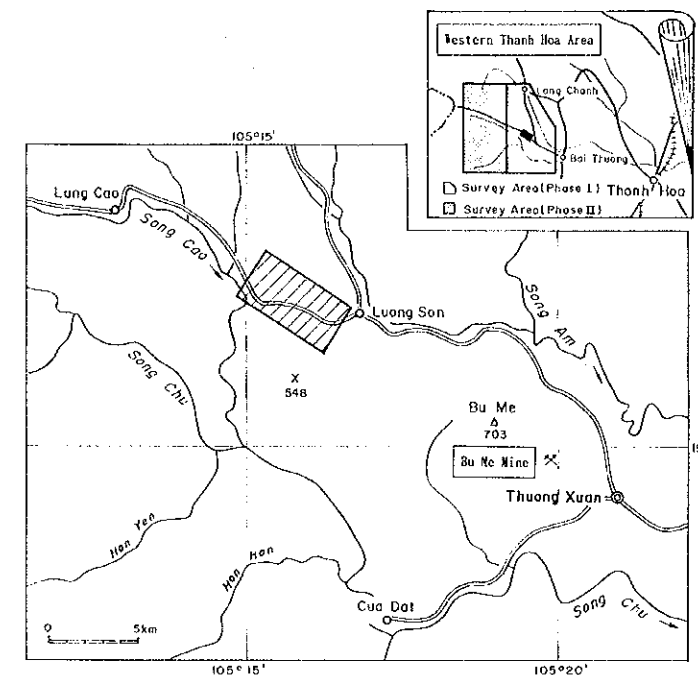 Western Thanh Hoa Area
Lang Chanh
Bai Thuong
Survey Area(Phase I)
Thanh Hoa
Survey Area(Phase II)
105°15'
Lung Cao
Song Cao
Luong Son
Song Am
Song Chu
X
548
Bu Me
703
Bu Me Mine
Thuong Xuan
Hon Yen
Hon Han
Cua Dat
Song Chu
0
5km
105°15'
105°20'